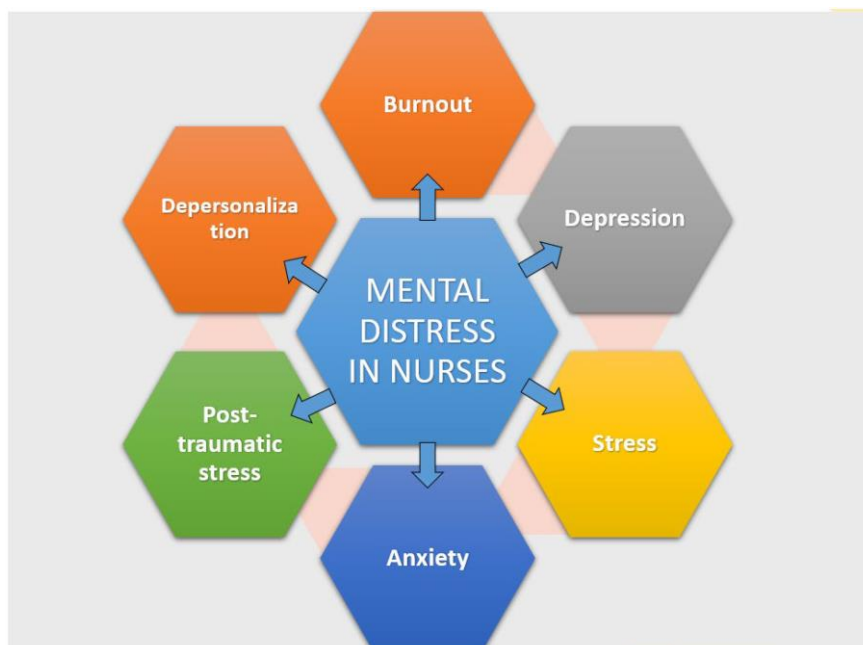 Burnout
Depersonaliza
tion
Depression
MENTAL
DISTRESS
IN NURSES
Post-
traumatic
stress
Stress
Anxiety